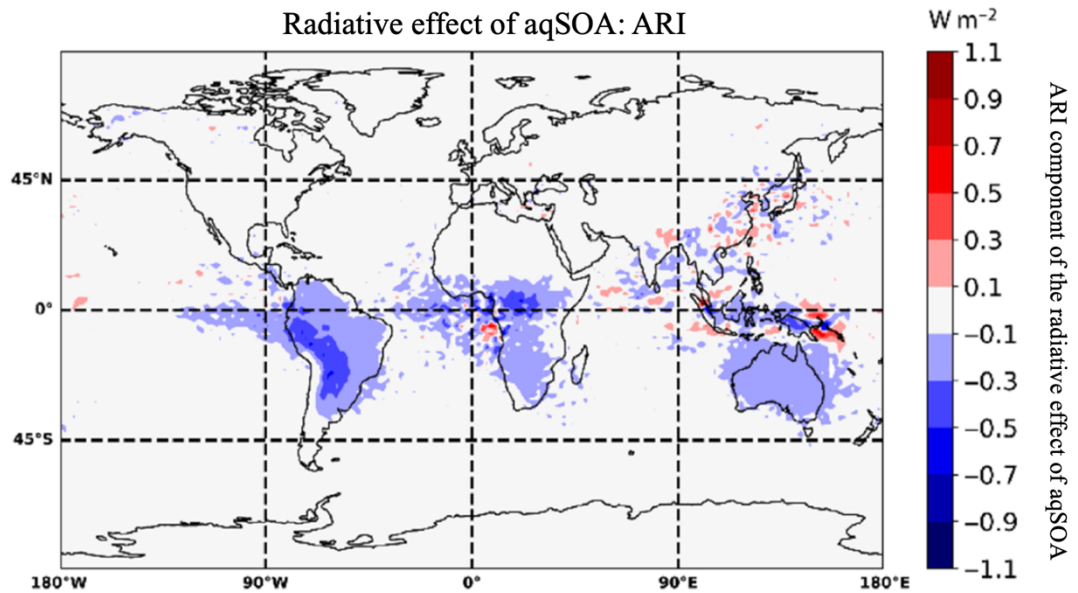 Radiative effect of aqSOA: ARI
W m−2
1.1
0.9
0.7
0.5
0.3
0.1
−0.1
−0.3
−0.5
−0.7
−0.9
−1.1
ARI component of the radiative effect of aqSOA
45°N
0°
45°S
180°W
90°W
0°
90°E
180°E